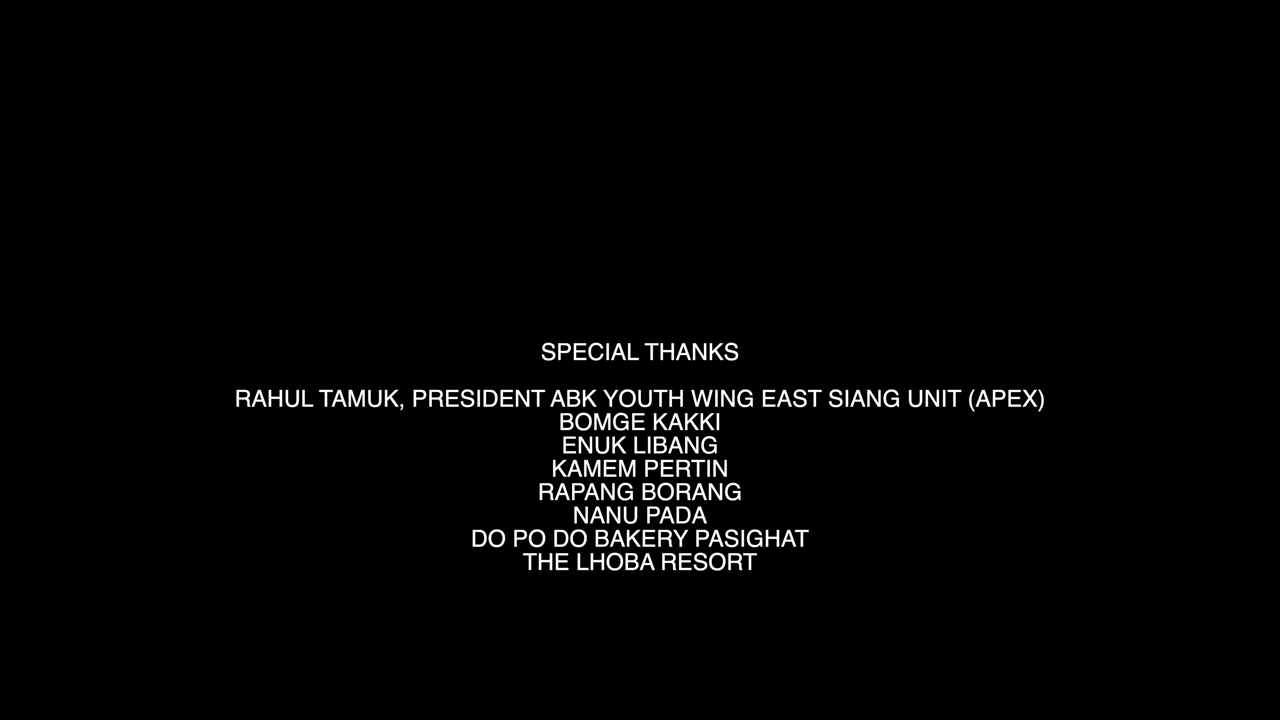 SPECIAL THANKS
RAHUL TAMUK, PRESIDENT ABK YOUTH WING EAST SIANG UNIT (APEX)
BOMGE KAKKI
ENUK LIBANG
KAMEM PERTIN
RAPANG BORANG
NANU PADA
DO PO DO BAKERY PASIGHAT
THE LHOBA RESORT